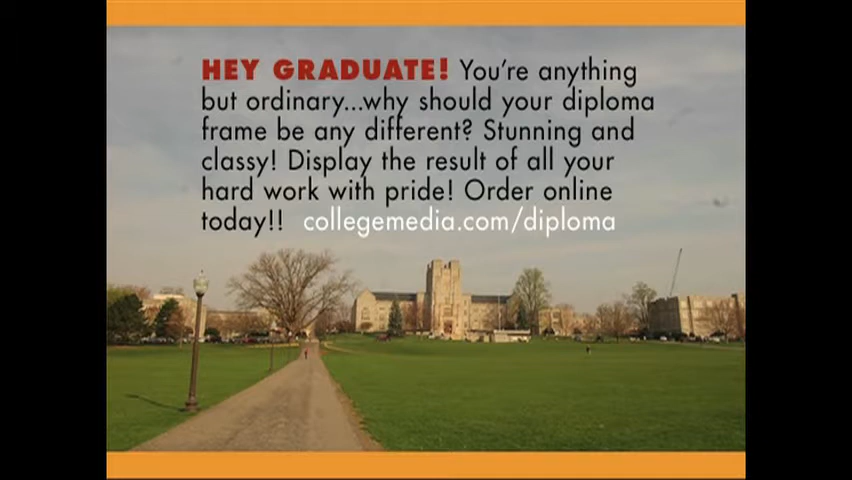 HEY GRADUATE! You're anything
but ordinary...why should your diploma
frame be any different? Stunning and
classy! Display the result of all your
hard work with pride! Order online
today!! collegemedia.com/diploma